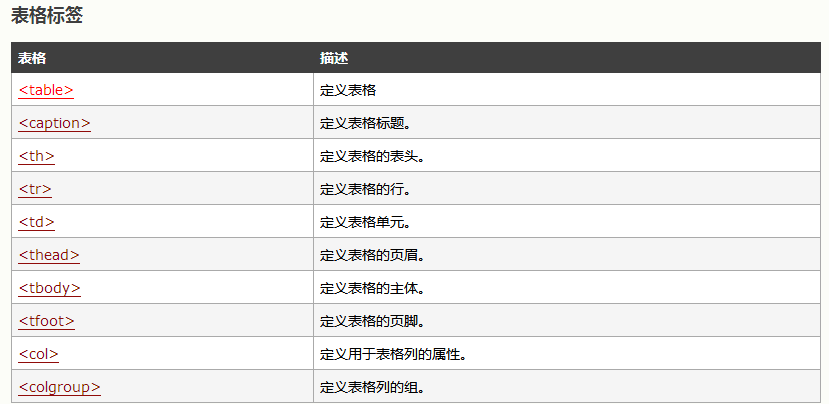 表格标签
表格 描述
<table> 定义表格
<caption> 定义表格标题。
<th> 定义表格的表头。
<tr> 定义表格的行。
<td> 定义表格单元。
<thead> 定义表格的页眉。
<tbody> 定义表格的主体。
<tfoot> 定义表格的页脚。
<col> 定义用于表格列的属性。
<colgroup> 定义表格列的组。